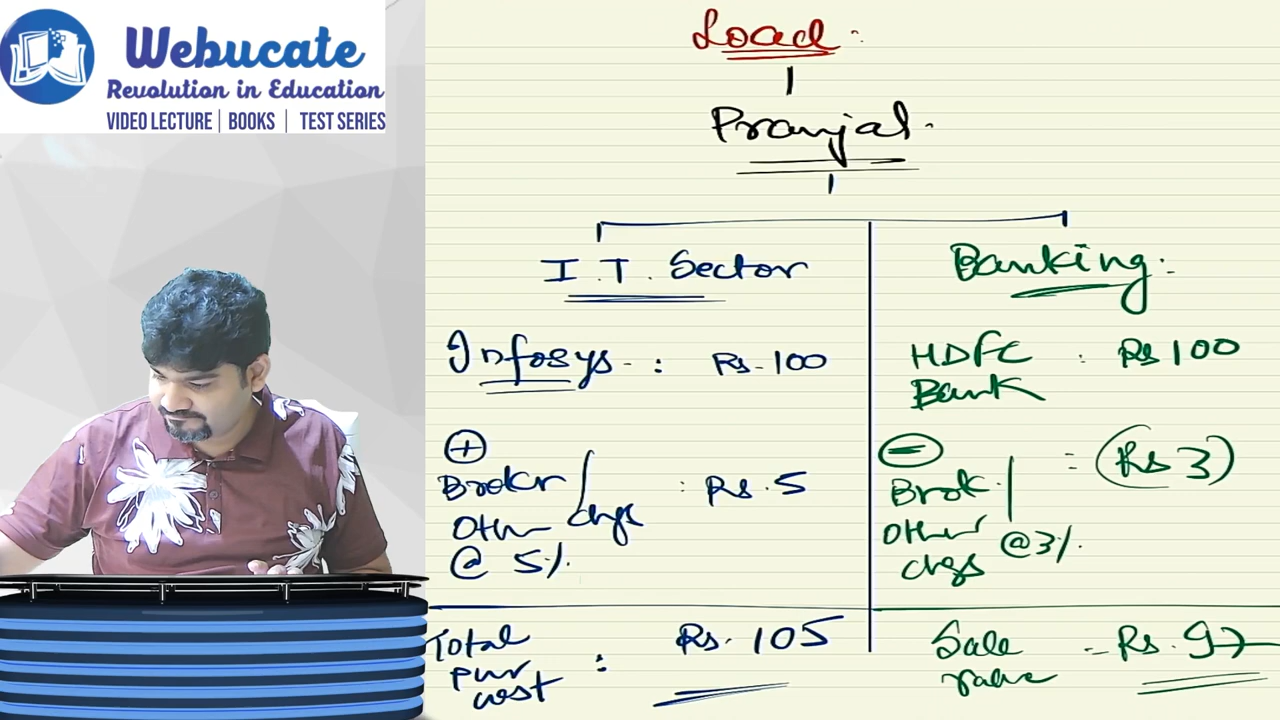 Webucate
Revolution in Education
VIDEO LECTURE | BOOKS | TEST SERIES
Load:
Pranjal.
I.T. Sector
Infosys - : Rs. 100
+
Broker
Other chgs : Rs. 5
@ 5%.
Total
pur
cost : Rs. 105
Banking:
HDFC : Rs 100
Bank
-
Brok. = (Rs 3)
Other
chgs @3%.
Sale
value = Rs. 97